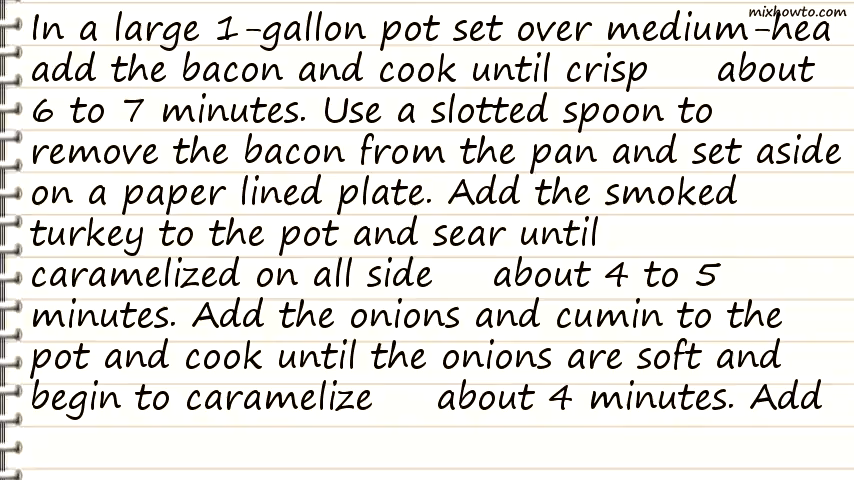 mixhowto.com
In a large 1-gallon pot set over medium-hea
add the bacon and cook until crisp about
6 to 7 minutes. Use a slotted spoon to
remove the bacon from the pan and set aside
on a paper lined plate. Add the smoked
turkey to the pot and sear until
caramelized on all side about 4 to 5
minutes. Add the onions and cumin to the
pot and cook until the onions are soft and
begin to caramelize about 4 minutes. Add